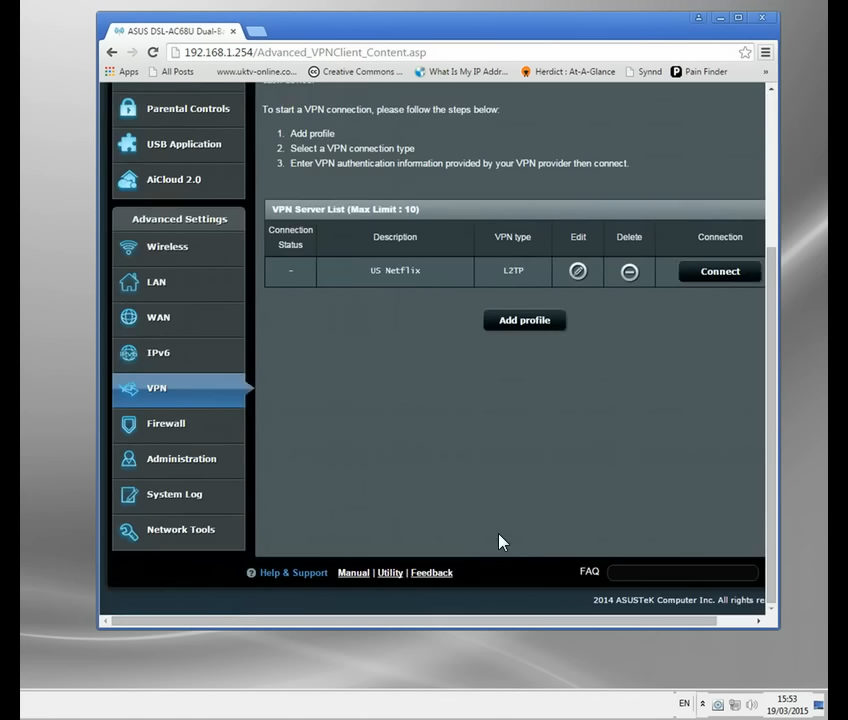 ASUS DSL-AC68U Dual-B
192.168.1.254/Advanced_VPNClient_Content.asp
Apps
All Posts
www.uktv-online.co...
Creative Commons ...
What Is My IP Addr...
Herdict : At-A-Glance
Synnd
Pain Finder
»
Parental Controls
USB Application
AiCloud 2.0
Advanced Settings
Wireless
LAN
WAN
IPv6
VPN
Firewall
Administration
System Log
Network Tools
To start a VPN connection, please follow the steps below:
1. Add profile
2. Select a VPN connection type
3. Enter VPN authentication information provided by your VPN provider then connect.
VPN Server List (Max Limit : 10)
Connection Status
Description
VPN type
Edit
Delete
Connection
-
US Netflix
L2TP
Connect
Add profile
Help & Support
Manual | Utility | Feedback
FAQ
2014 ASUSTeK Computer Inc. All rights re
EN
15:53
19/03/2015